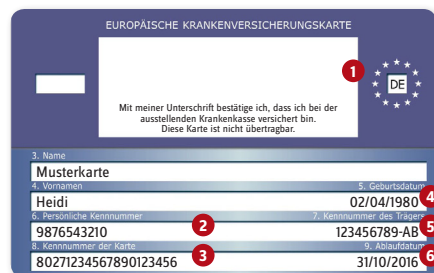 EUROPÄISCHE KRANKENVERSICHERUNGSKARTE
1
DE
Mit meiner Unterschrift bestätige ich, dass ich bei der
ausstellenden Krankenkasse versichert bin.
Diese Karte ist nicht übertragbar.
3. Name
Musterkarte
4. Vornamen 5. Geburtsdatum
Heidi 02/04/1980 4
6. Persönliche Kennnummer 7. Kennnummer des Trägers
9876543210 2 123456789-AB 5
8. Kennnummer der Karte 9. Ablaufdatum
80271234567890123456 3 31/10/2016 6